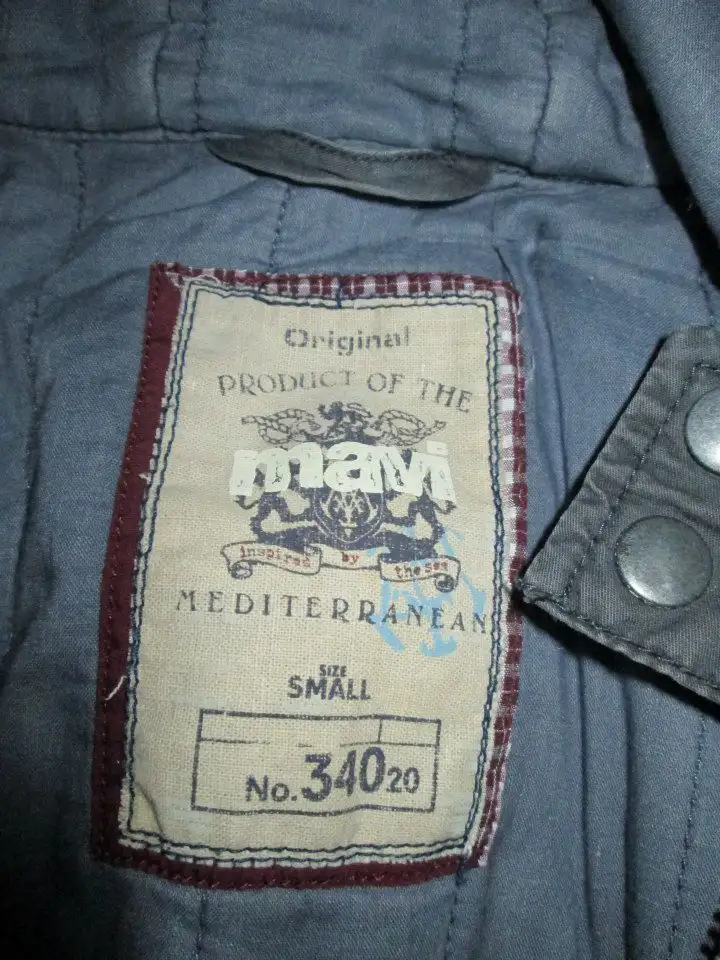 Original
PRODUCT OF THE
mavi
inspired by the sea
MEDITERRANEAN
SIZE
SMALL
No. 34020